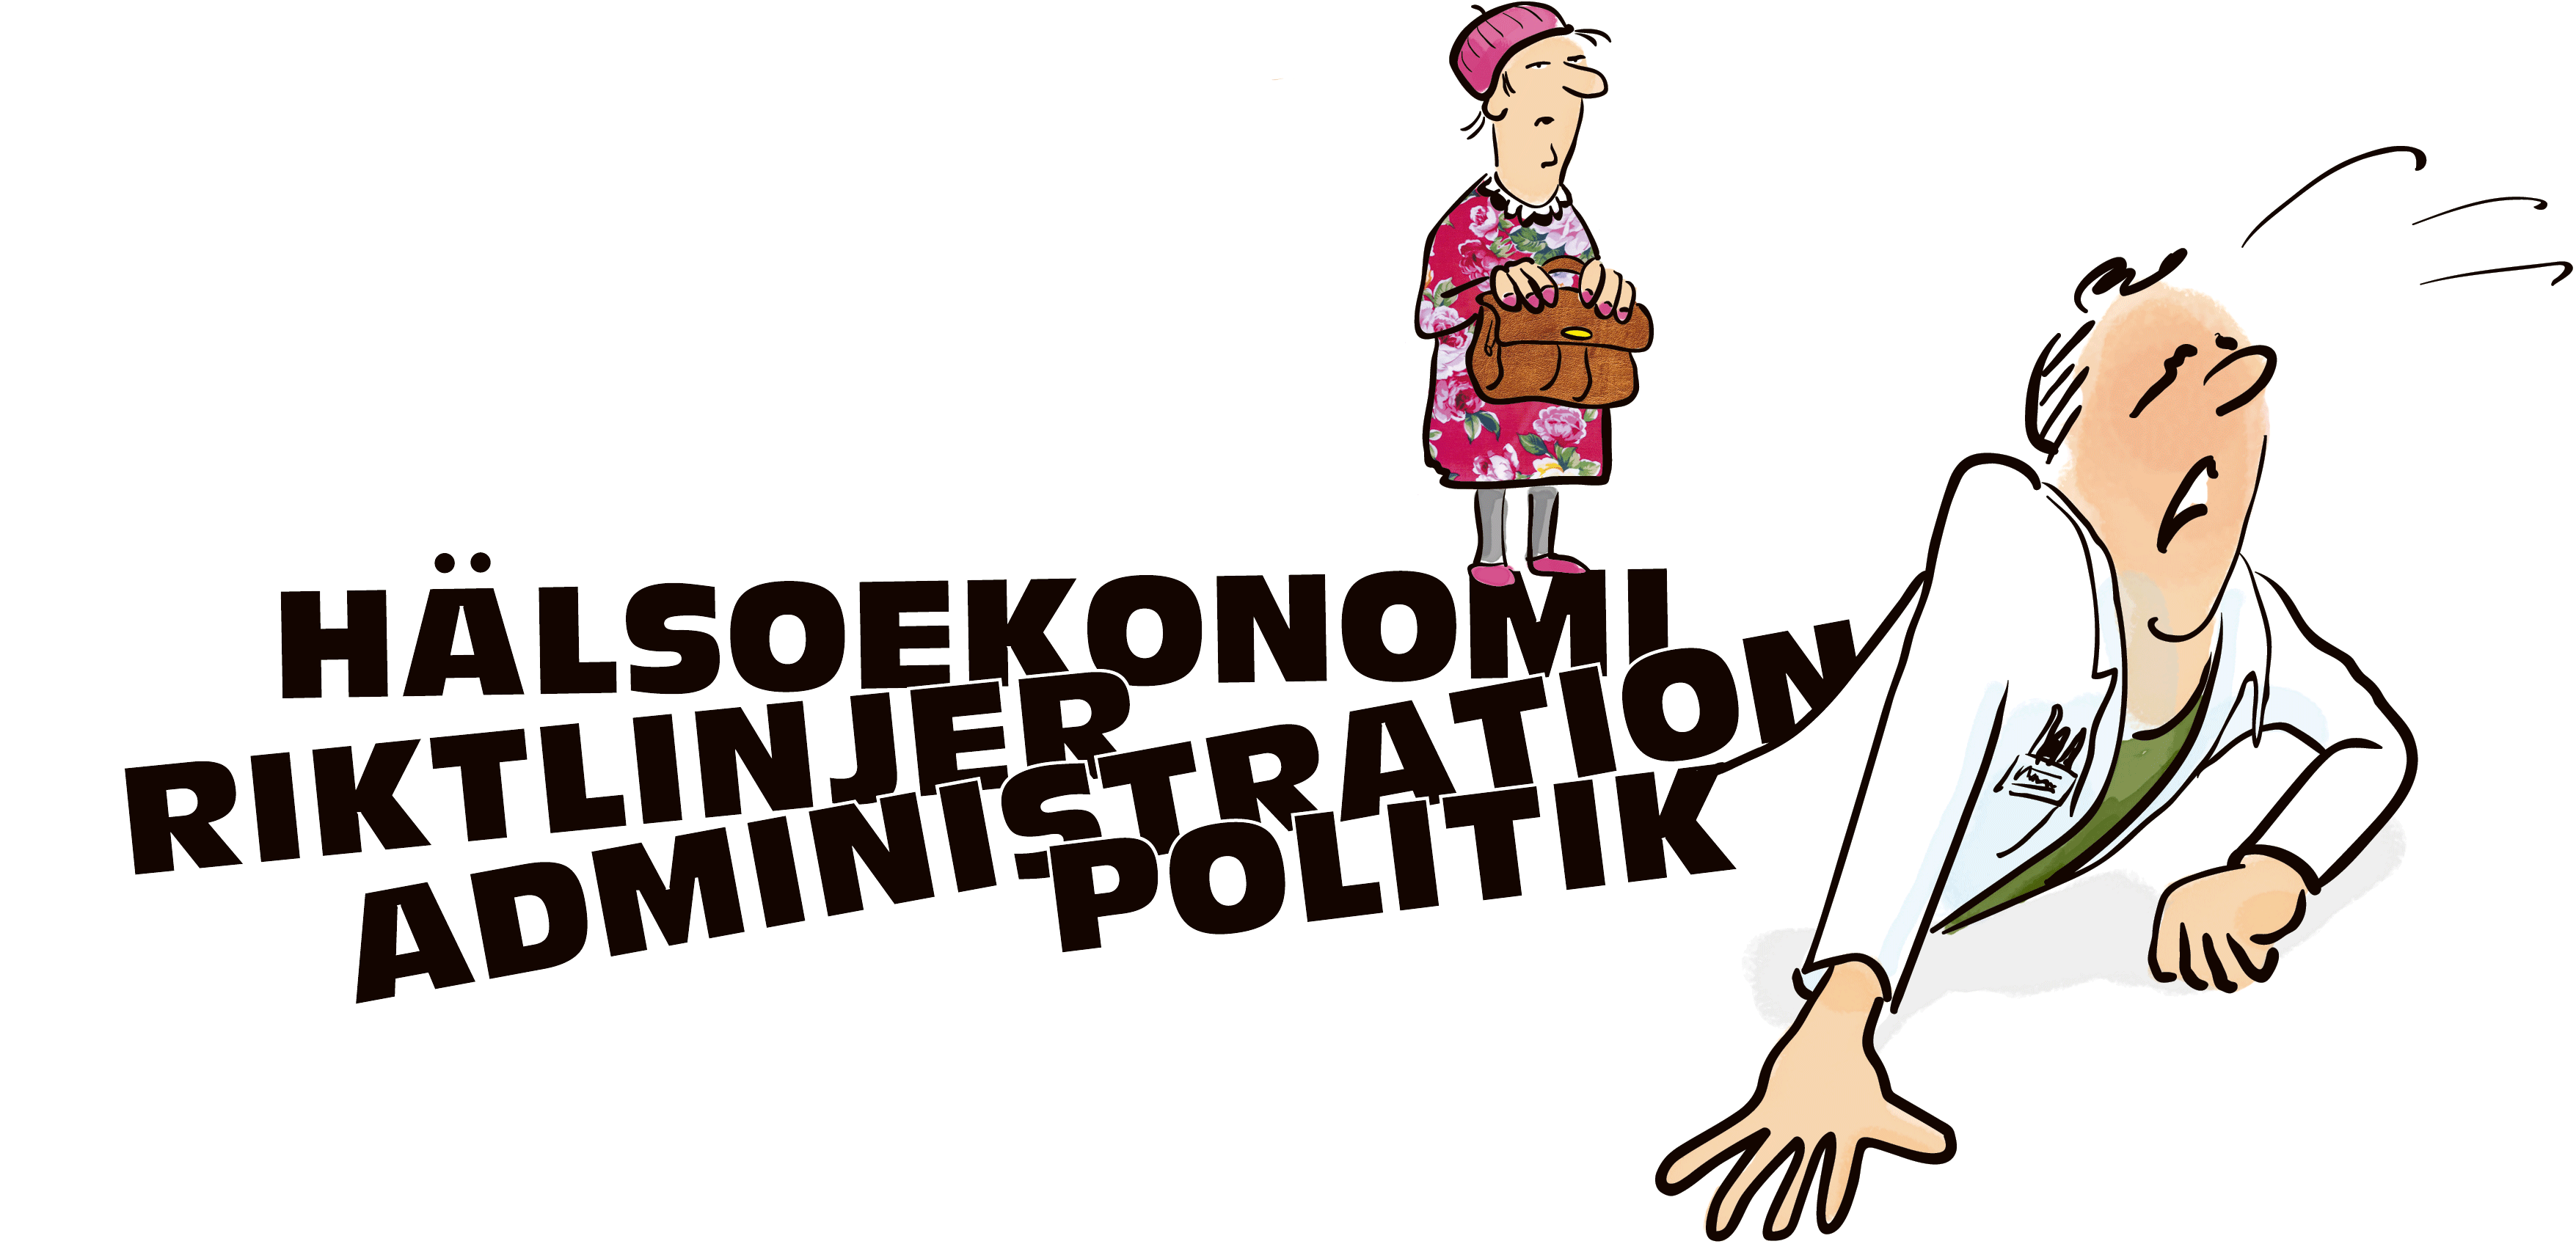 HÄLSOEKONOMI
RIKTLINJER
ADMINISTRATION
POLITIK